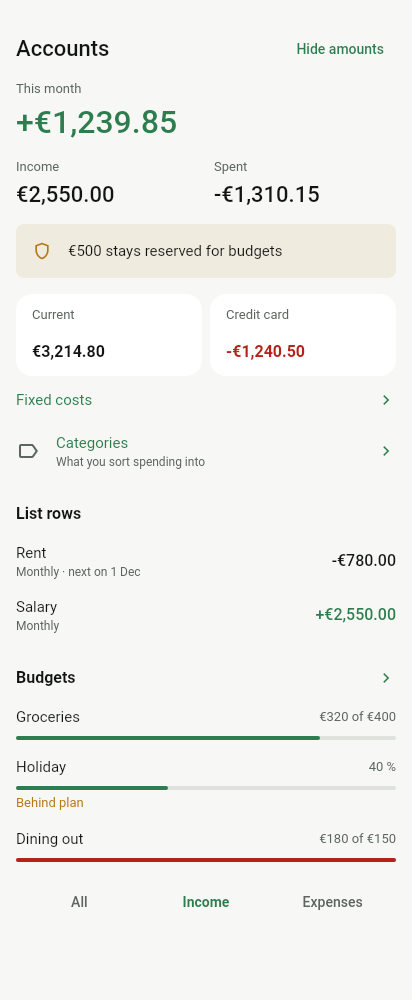 Accounts
Hide amounts
This month
+€1,239.85
Income
Spent
€2,550.00
-€1,310.15
€500 stays reserved for budgets
Current
Credit card
€3,214.80
-€1,240.50
Fixed costs
Categories
What you sort spending into
List rows
Rent
-€780.00
Monthly · next on 1 Dec
Salary
+€2,550.00
Monthly
Budgets
Groceries
€320 of €400
Holiday
40 %
Behind plan
Dining out
€180 of €150
All
Income
Expenses